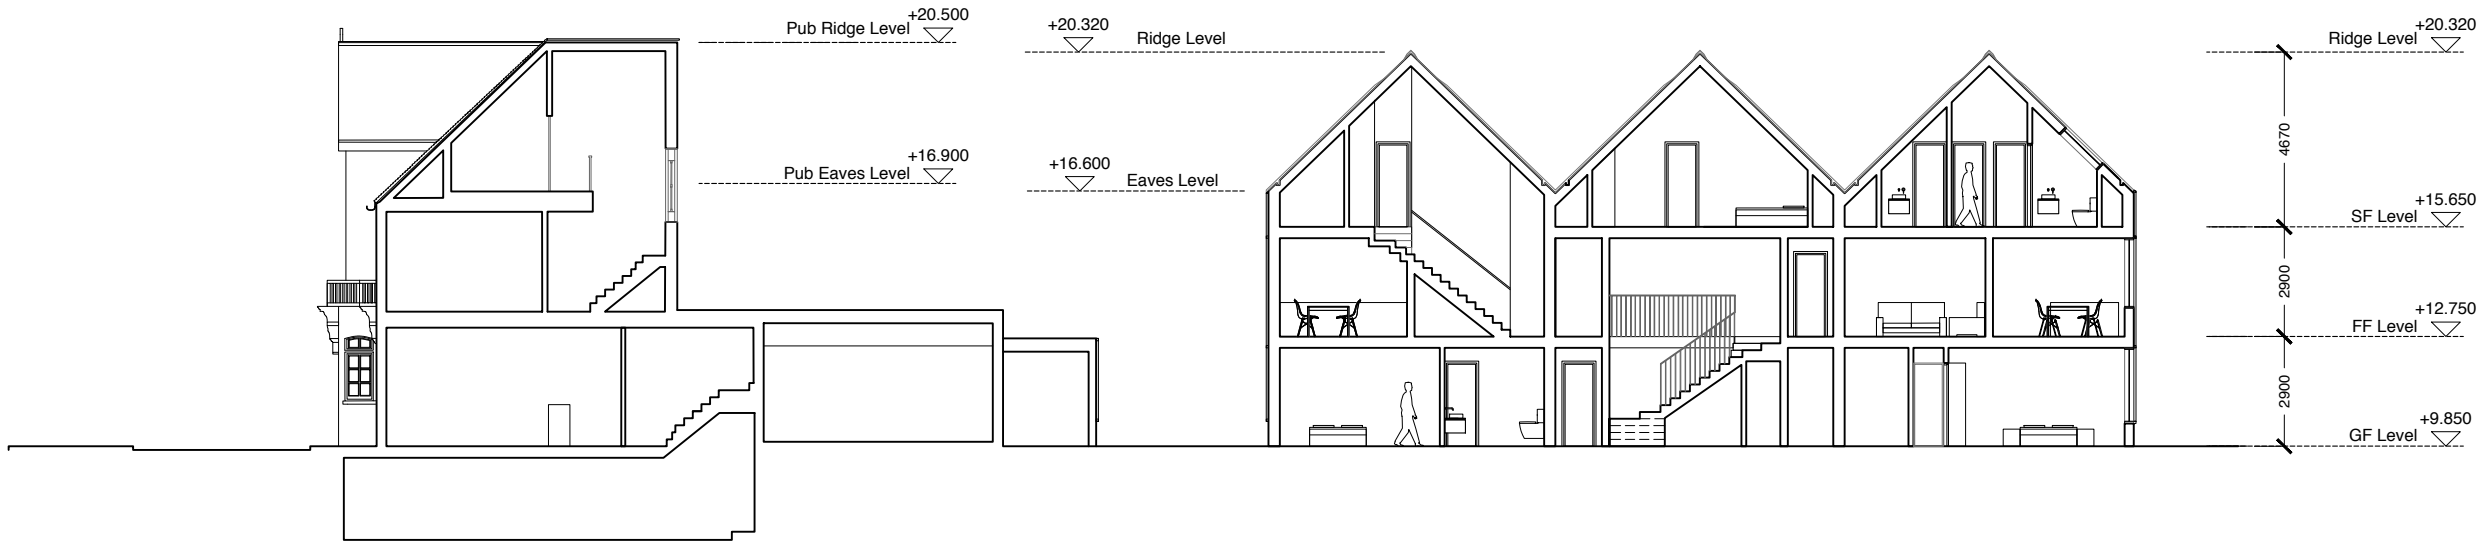 +20.500
Pub Ridge Level
+20.320
Ridge Level
Ridge Level
+20.320
+16.900
Pub Eaves Level
+16.600
Eaves Level
4670
+15.650
SF Level
2900
+12.750
FF Level
2900
+9.850
GF Level